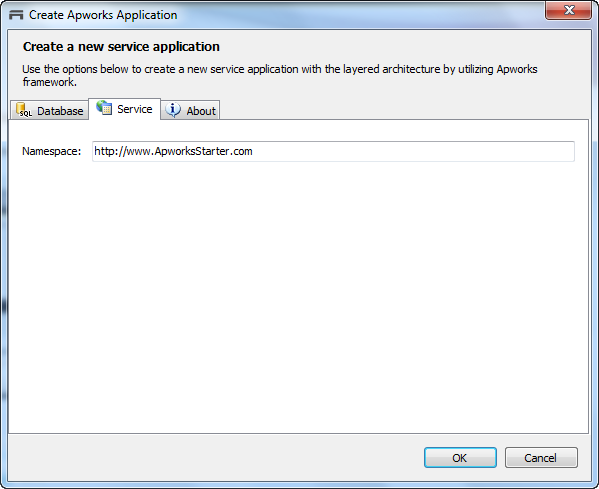 Create Apworks Application
Create a new service application
Use the options below to create a new service application with the layered architecture by utilizing Apworks
framework.
SQL Database Service About
Namespace: http://www.ApworksStarter.com
OK Cancel